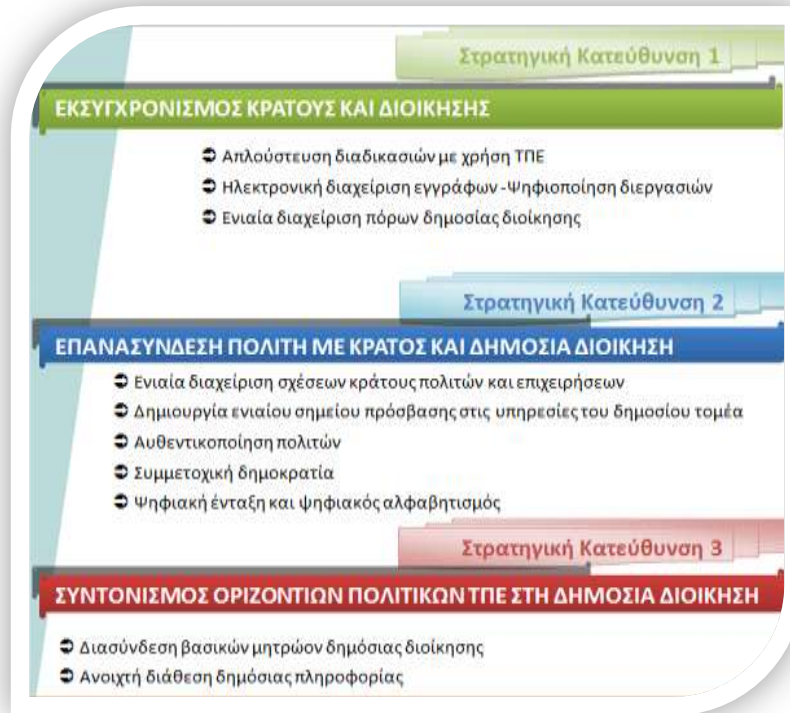 Στρατηγική Κατεύθυνση 1
ΕΚΣΥΓΧΡΟΝΙΣΜΟΣ ΚΡΑΤΟΥΣ ΚΑΙ ΔΙΟΙΚΗΣΗΣ
➲ Απλούστευση διαδικασιών με χρήση ΤΠΕ
➲ Ηλεκτρονική διαχείριση εγγράφων -Ψηφιοποίηση διεργασιών
➲ Ενιαία διαχείριση πόρων δημοσίας διοίκησης
Στρατηγική Κατεύθυνση 2
ΕΠΑΝΑΣΥΝΔΕΣΗ ΠΟΛΙΤΗ ΜΕ ΚΡΑΤΟΣ ΚΑΙ ΔΗΜΟΣΙΑ ΔΙΟΙΚΗΣΗ
➲ Ενιαία διαχείριση σχέσεων κράτους πολιτών και επιχειρήσεων
➲ Δημιουργία ενιαίου σημείου πρόσβασης στις υπηρεσίες του δημοσίου τομέα
➲ Αυθεντικοποίηση πολιτών
➲ Συμμετοχική δημοκρατία
➲ Ψηφιακή ένταξη και ψηφιακός αλφαβητισμός
Στρατηγική Κατεύθυνση 3
ΣΥΝΤΟΝΙΣΜΟΣ ΟΡΙΖΟΝΤΙΩΝ ΠΟΛΙΤΙΚΩΝ ΤΠΕ ΣΤΗ ΔΗΜΟΣΙΑ ΔΙΟΙΚΗΣΗ
➲ Διασύνδεση βασικών μητρώον δημόσιας διοίκησης
➲ Ανοιχτή διάθεση δημόσιας πληροφορίας